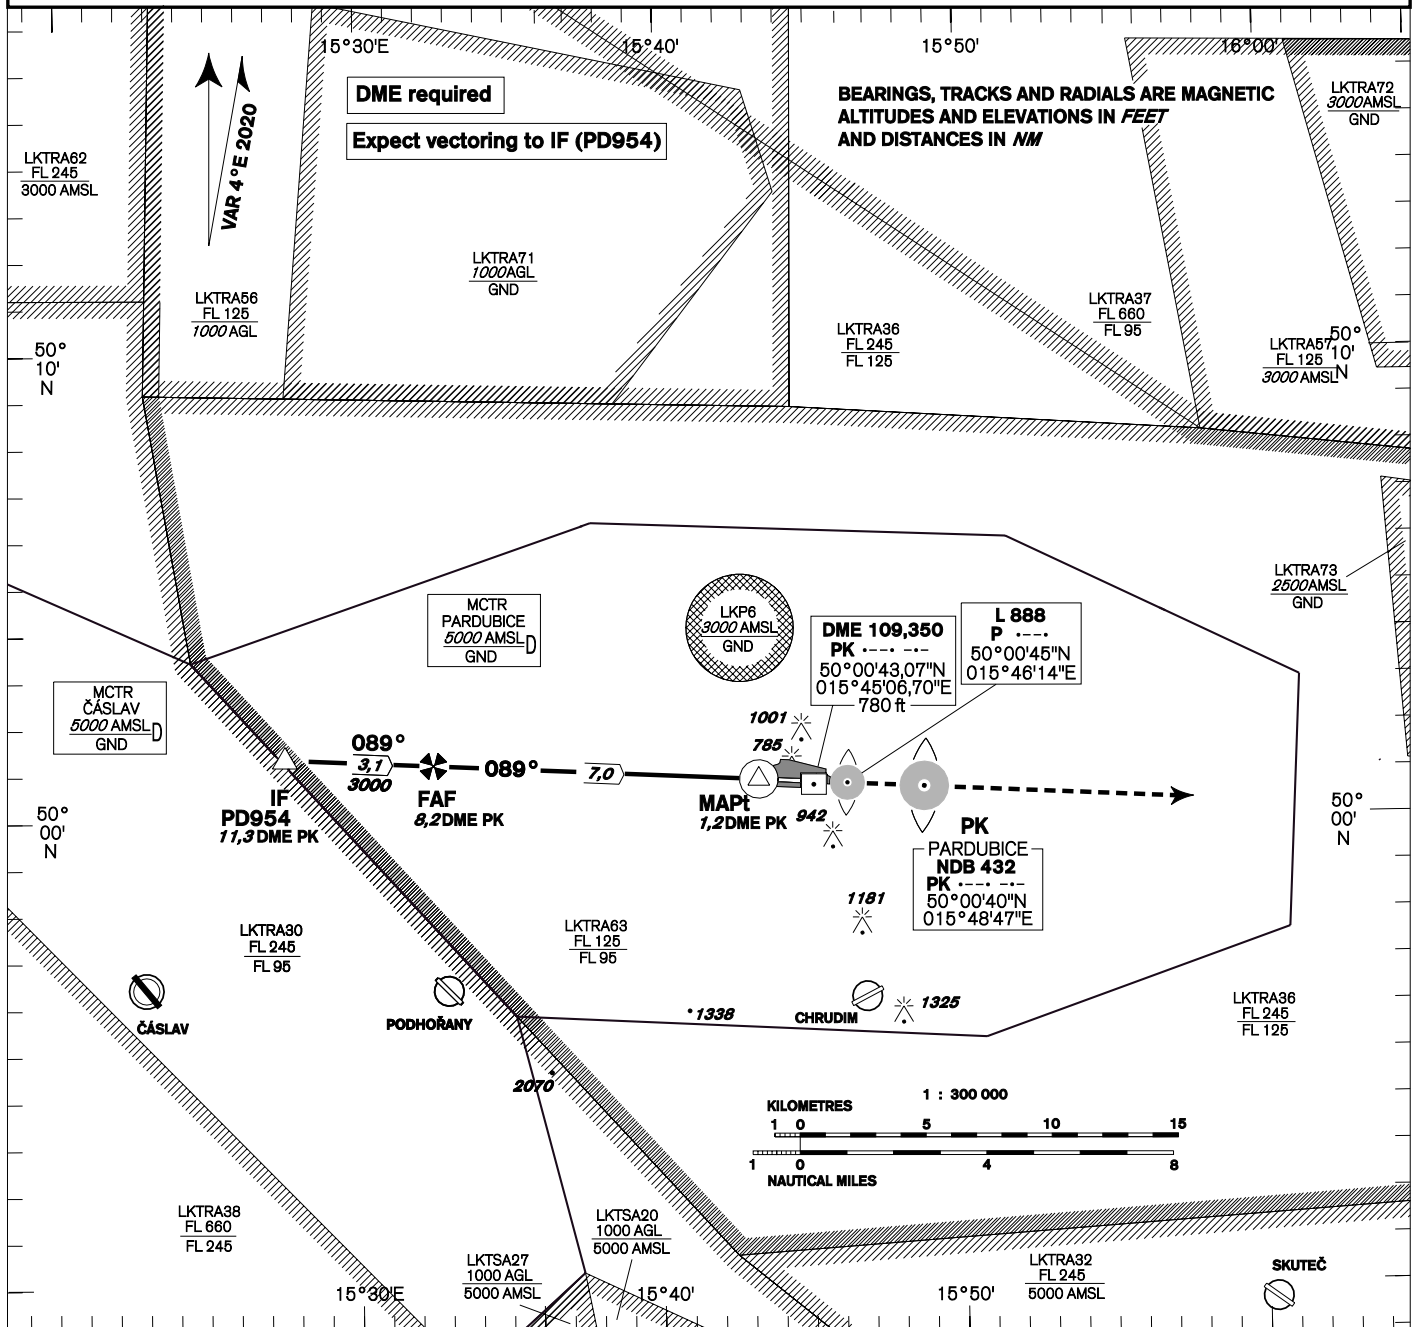 15°30'E
15°40'
15°50'
16°00'
DME required
Expect vectoring to IF (PD954)
BEARINGS, TRACKS AND RADIALS ARE MAGNETIC
ALTITUDES AND ELEVATIONS IN FEET
AND DISTANCES IN NM
VAR 4°E 2020
LKTRA62
FL 245
3000 AMSL
LKTRA72
3000AMSL
GND
LKTRA71
1000AGL
GND
LKTRA56
FL 125
1000 AGL
LKTRA37
FL 660
FL 95
LKTRA36
FL 245
FL 125
LKTRA57
FL 125
3000 AMSL
50°
10'
N
50°
10'
N
LKTRA73
2500AMSL
GND
MCTR
PARDUBICE
5000 AMSL D
GND
LKP6
3000 AMSL
GND
DME 109,350
PK ·--· -·-
50°00'43,07"N
015°45'06,70"E
780 ft
L 888
P ·--·
50°00'45"N
015°46'14"E
MCTR
ČÁSLAV
5000 AMSL D
GND
1001
785
089°
3,1
3000
089°
7,0
IF
PD954
11,3 DME PK
FAF
8,2 DME PK
MAPt
1,2 DME PK
942
50°
00'
N
50°
00'
N
PK
PARDUBICE
NDB 432
PK ·--· -·-
50°00'40"N
015°48'47"E
1181
LKTRA30
FL 245
FL 95
LKTRA63
FL 125
FL 95
ČÁSLAV
PODHOŘANY
1338
CHRUDIM
1325
LKTRA36
FL 245
FL 125
2070
1 : 300 000
KILOMETRES
1 0 5 10 15
1 0 4 8
NAUTICAL MILES
LKTRA38
FL 660
FL 245
LKTSA20
1000 AGL
5000 AMSL
LKTSA27
1000 AGL
5000 AMSL
LKTRA32
FL 245
5000 AMSL
SKUTEČ
15°30'E
15°40'
15°50'